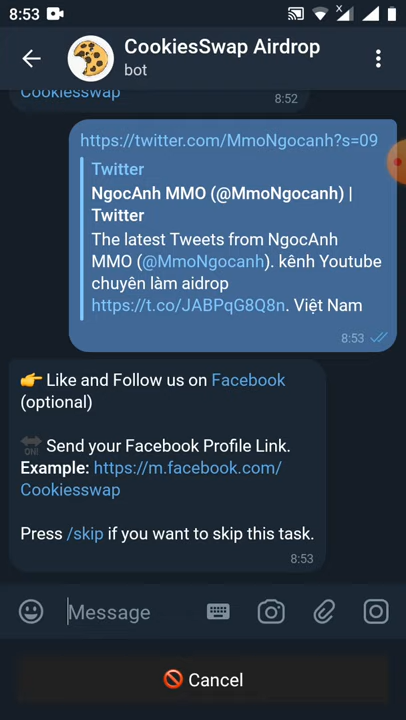 8:53
CookiesSwap Airdrop
bot
Cookiesswap
8:52
https://twitter.com/MmoNgocanh?s=09
Twitter
NgocAnh MMO (@MmoNgocanh) |
Twitter
The latest Tweets from NgocAnh
MMO (@MmoNgocanh). kênh Youtube
chuyên làm aidrop
https://t.co/JABPqG8Q8n. Việt Nam
8:53
👉 Like and Follow us on Facebook
(optional)
🔛 Send your Facebook Profile Link.
Example: https://m.facebook.com/
Cookiesswap
Press /skip if you want to skip this task.
8:53
Message
🚫 Cancel